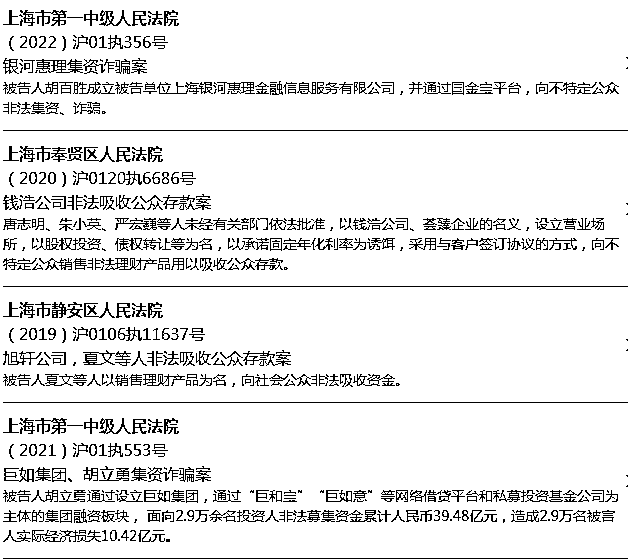 上海市第一中级人民法院
（2022）沪01执356号
银河惠理集资诈骗案
被告人胡百胜成立被告单位上海银河惠理金融信息服务有限公司，并通过国金宝平台，向不特定公众
非法集资、诈骗。
上海市奉贤区人民法院
（2020）沪0120执6686号
钱浩公司非法吸收公众存款案
唐志明、朱小英、严宏巍等人未经有关部门依法批准，以钱浩公司、荟臻企业的名义，设立营业场
所，以股权投资、债权转让等为名，以承诺固定年化利率为诱饵，采用与客户签订协议的方式，向不
特定公众销售非法理财产品用以吸收公众存款。
上海市静安区人民法院
（2019）沪0106执11637号
旭轩公司，夏文等人非法吸收公众存款案
被告人夏文等人以销售理财产品为名，向社会公众非法吸收资金。
上海市第一中级人民法院
（2021）沪01执553号
巨如集团、胡立勇集资诈骗案
被告人胡立勇通过设立巨如集团，通过“巨和宝”“巨如意”等网络借贷平台和私募投资基金公司为
主体的集团融资板块， 面向2.9万余名投资人非法募集资金累计人民币39.48亿元，造成2.9万名被害
人实际经济损失10.42亿元。